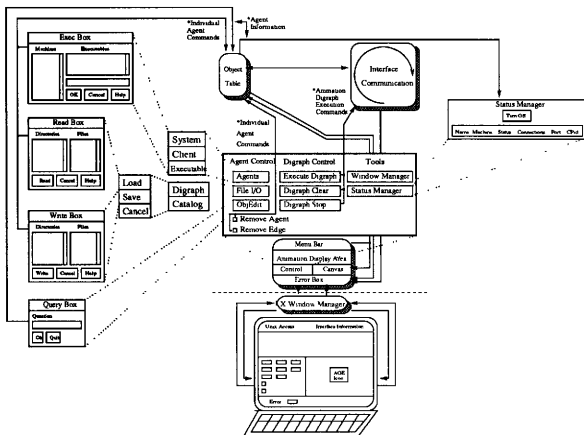 *Agent
Information
*Individual
Agent
Commands
Exec Box
Machines
Executables
OK Cancel Help
Object
Table
Interface
Communication
*Animation
Digraph
Execution
Commands
Status Manager
Turn Off
Name Machine Status Connections Port CPU
*Individual
Agent
Commands
Read Box
Directories Files
Read Cancel Help
System
Client
Executable
Agent Control Digraph Control Tools
Agents Execute Digraph Window Manager
File I/O Digraph Clear Status Manager
ObjEdit Digraph Stop
Remove Agent
Remove Edge
Load
Save
Cancel
Digraph
Catalog
Write Box
Directories Files
Write Cancel Help
Menu Bar
Animation Display Area
Control Canvas
Error Box
Query Box
Question
Ok Quit
X Window Manager
Unix Access Interface Information
AGE
Icon
Error